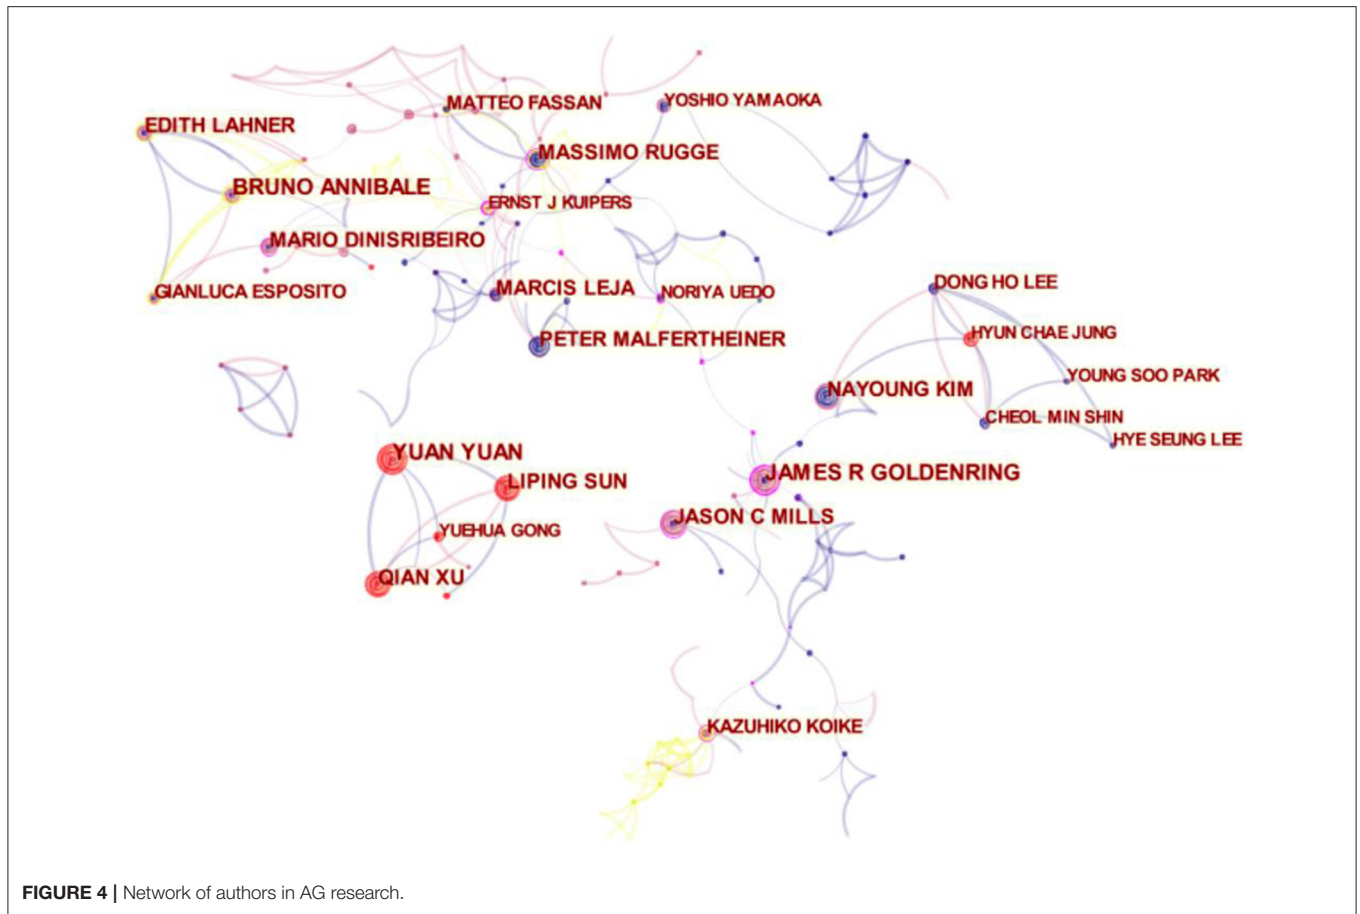 MATTEO FASSAN
YOSHIO YAMAOKA
EDITH LAHNER
MASSIMO RUGGE
BRUNO ANNIBALE
ERNST J KUIPERS
MARIO DINISRIBEIRO
DONG HO LEE
GIANLUCA ESPOSITO
MARCIS LEJA
NORIYA UEDO
HYUN CHAE JUNG
PETER MALFERTHEINER
YOUNG SOO PARK
NAYOUNG KIM
CHEOL MIN SHIN
HYE SEUNG LEE
YUAN YUAN
JAMES R GOLDENRING
LIPING SUN
JASON C MILLS
YUEHUA GONG
QIAN XU
KAZUHIKO KOIKE
FIGURE 4 | Network of authors in AG research.